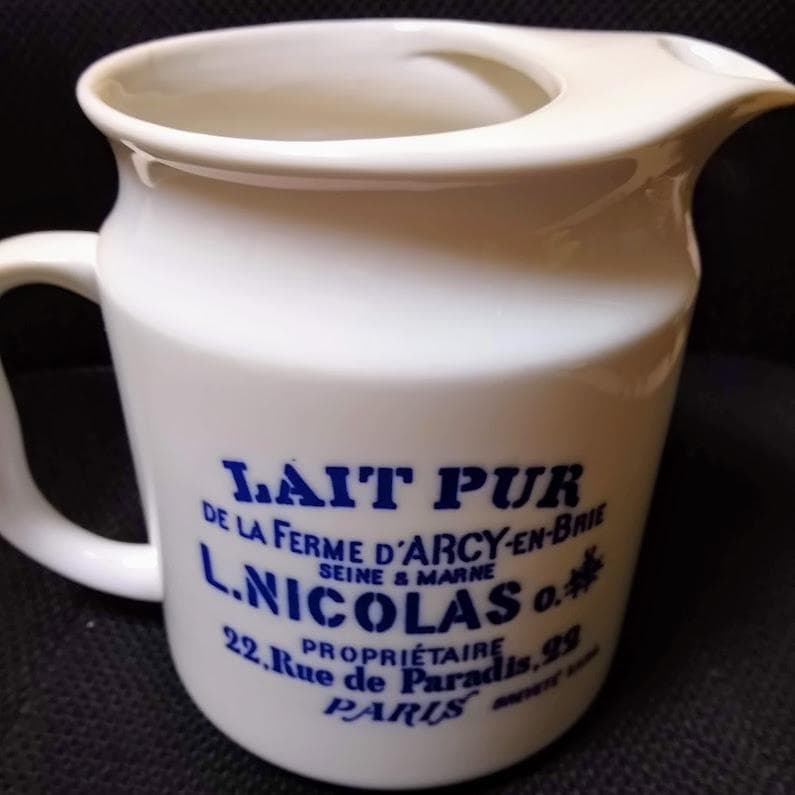 LAIT PUR
DE LA FERME D'ARCY-EN-BRIE
SEINE & MARNE
L. NICOLAS O.
PROPRIÉTAIRE
22, Rue de Paradis, 22
PARIS